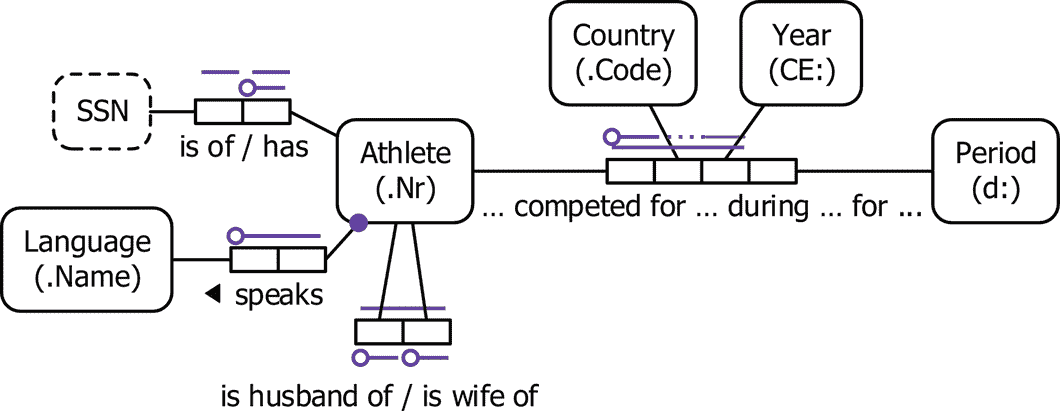 Country
(.Code)
Year
(CE:)
SSN
is of / has
Athlete
(.Nr)
Period
(d:)
... competed for ... during ... for ...
Language
(.Name)
◄ speaks
is husband of / is wife of